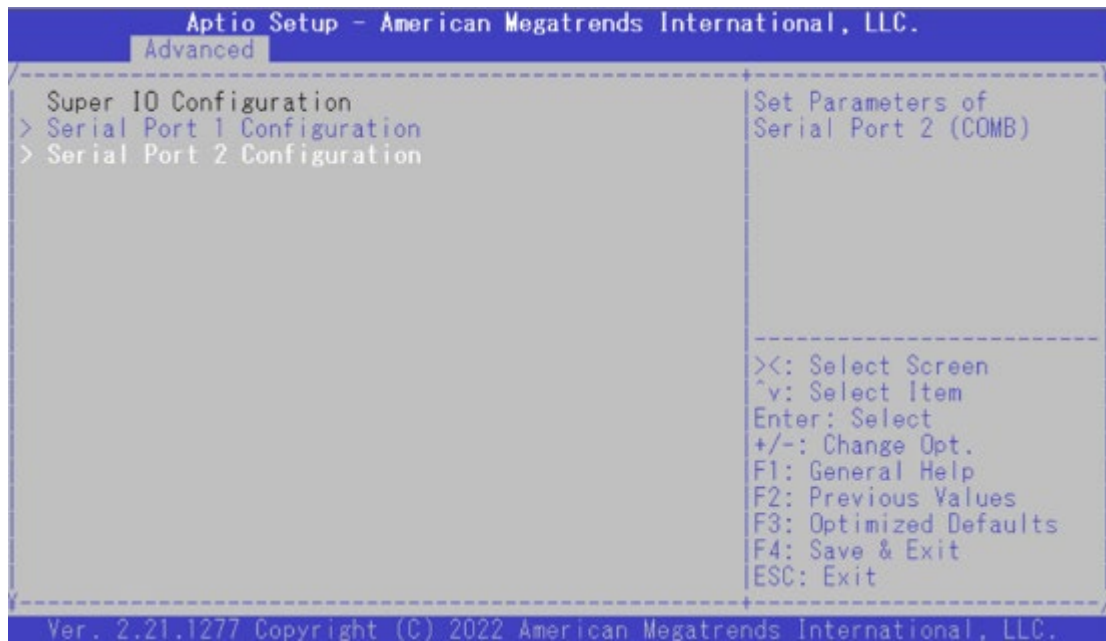 Aptio Setup - American Megatrends International, LLC.
Advanced
Super IO Configuration
> Serial Port 1 Configuration
> Serial Port 2 Configuration
Set Parameters of
Serial Port 2 (COMB)
><: Select Screen
^v: Select Item
Enter: Select
+/-: Change Opt.
F1: General Help
F2: Previous Values
F3: Optimized Defaults
F4: Save & Exit
ESC: Exit
Ver. 2.21.1277 Copyright (C) 2022 American Megatrends International, LLC.